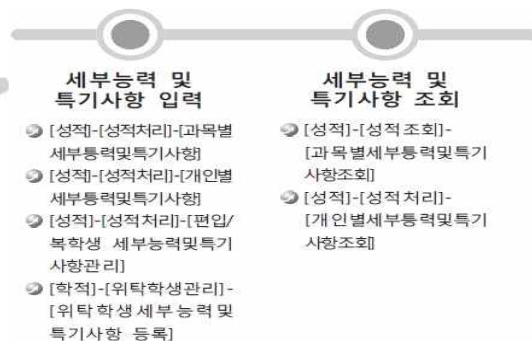 세부능력 및
특기사항 입력
[성적]-[성적처리]-[과목별
세부통력및특기사항]
[성적]-[성적처리]-[개인별
세부통력및특기사항]
[성적]-[성적처리]-[편입/
복학생 세부능력및특기
사항관리]
[학적]-[위탁학생관리]-
[위탁학생세부능력및
특기사항 등록]
세부능력 및
특기사항 조회
[성적]-[성적조회]-
[과목별세부통력및특기
사항조회]
[성적]-[성적처리]-
[개인별세부통력및특기
사항조회]